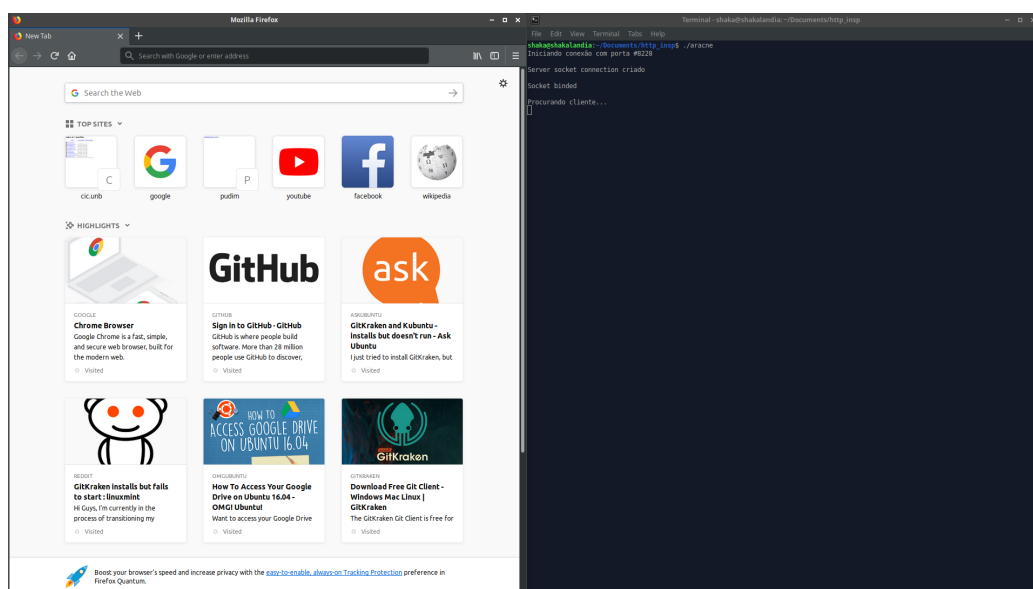 Mozilla Firefox
New Tab
Search with Google or enter address
Search the Web
TOP SITES
C
P
cic.unb
google
pudim
youtube
facebook
wikipedia
HIGHLIGHTS
GitHub
ask
GOOGLE
Chrome Browser
Google Chrome is a fast, simple,
and secure web browser, built for
the modern web.
Visited
GITHUB
Sign in to GitHub · GitHub
GitHub is where people build
software. More than 28 million
people use GitHub to discover,
Visited
ASKUBUNTU
GitKraken and Kubuntu -
installs but doesn't run - Ask
Ubuntu
I just tried to install GitKraken, but
Visited
HOW TO
ACCESS GOOGLE DRIVE
ON UBUNTU 16.04
GitKraken
REDDIT
GitKraken installs but fails
to start : linuxmint
Hi Guys, I'm currently in the
process of transitioning my
Visited
OMGUBUNTU
How To Access Your Google
Drive on Ubuntu 16.04 -
OMG! Ubuntu!
Want to access your Google Drive
Visited
GITKRAKEN
Download Free Git Client -
Windows Mac Linux |
GitKraken
The GitKraken Git Client is free for
Visited
Boost your browser's speed and increase privacy with the easy-to-enable, always-on Tracking Protection preference in
Firefox Quantum.
Terminal - shaka@shakalandia: ~/Documents/http_insp
File Edit View Terminal Tabs Help
shaka@shakalandia:~/Documents/http_insp$ ./aracne
Iniciando conexão com porta #8228
Server socket connection criado
Socket binded
Procurando cliente...